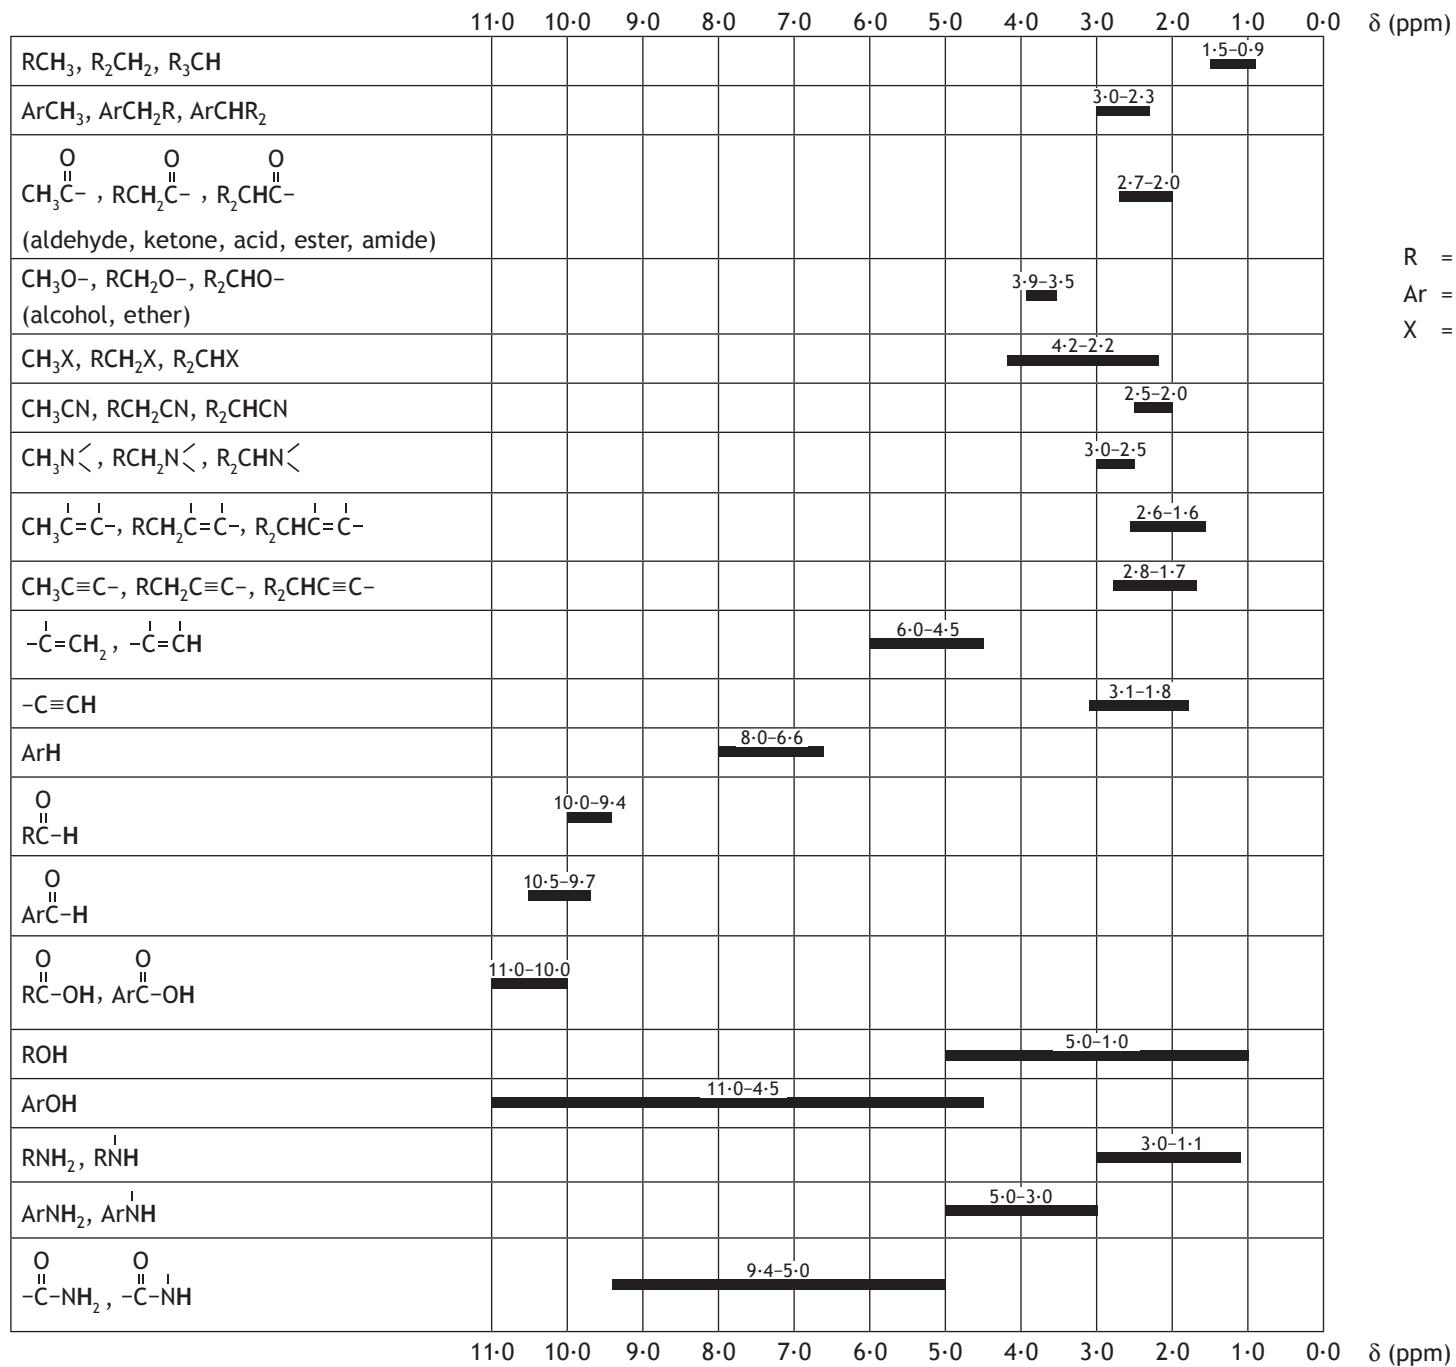 11·0 10·0 9·0 8·0 7·0 6·0 5·0 4·0 3·0 2·0 1·0 0·0 δ (ppm)
RCH₃, R₂CH₂, R₃CH 1·5–0·9
ArCH₃, ArCH₂R, ArCHR₂ 3·0–2·3
O O O
CH₃C– , RCH₂C– , R₂CHC– 2·7–2·0
(aldehyde, ketone, acid, ester, amide)
R =
Ar =
X =
CH₃O–, RCH₂O–, R₂CHO– 3·9–3·5
(alcohol, ether)
CH₃X, RCH₂X, R₂CHX 4·2–2·2
CH₃CN, RCH₂CN, R₂CHCN 2·5–2·0
CH₃N<, RCH₂N<, R₂CHN< 3·0–2·5
CH₃C=C–, RCH₂C=C–, R₂CHC=C– 2·6–1·6
CH₃C≡C–, RCH₂C≡C–, R₂CHC≡C– 2·8–1·7
–C=CH₂, –C=CH 6·0–4·5
–C≡CH 3·1–1·8
ArH 8·0–6·6
O
RC–H 10·0–9·4
O
ArC–H 10·5–9·7
O O
RC–OH, ArC–OH 11·0–10·0
ROH 5·0–1·0
ArOH 11·0–4·5
RNH₂, RNH 3·0–1·1
ArNH₂, ArNH 5·0–3·0
O O
–C–NH₂, –C–NH 9·4–5·0
11·0 10·0 9·0 8·0 7·0 6·0 5·0 4·0 3·0 2·0 1·0 0·0 δ (ppm)